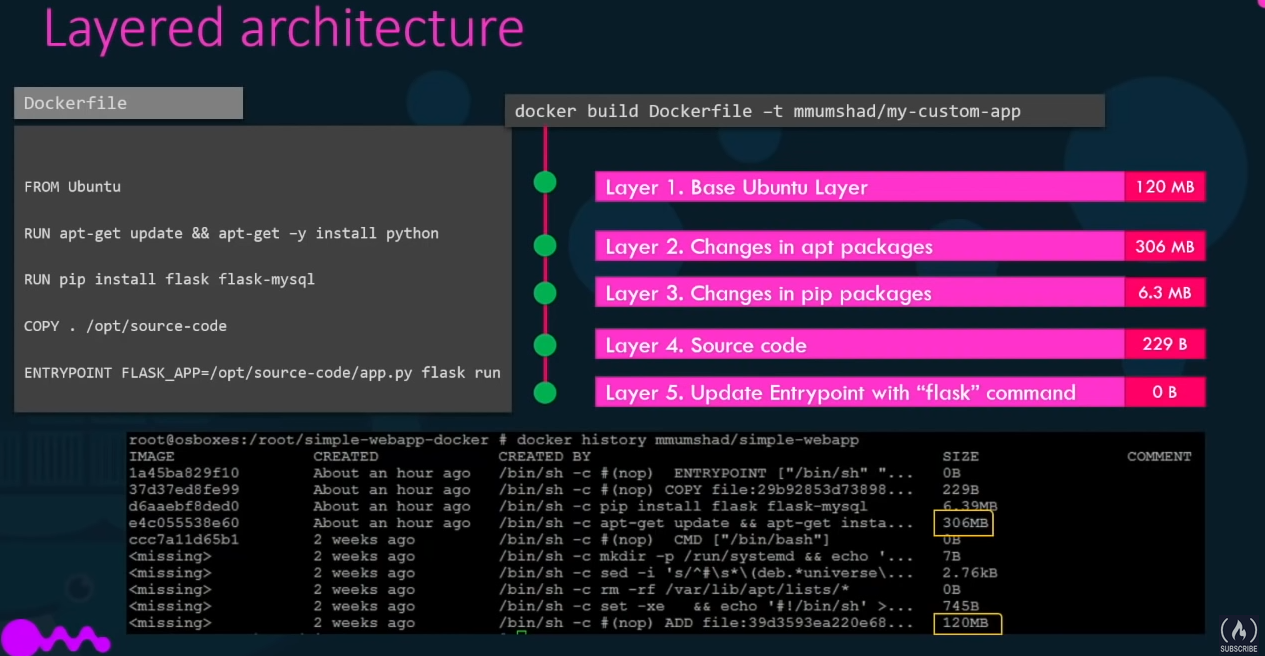 Layered architecture
Dockerfile
FROM Ubuntu
RUN apt-get update && apt-get –y install python
RUN pip install flask flask-mysql
COPY . /opt/source-code
ENTRYPOINT FLASK_APP=/opt/source-code/app.py flask run
docker build Dockerfile –t mmumshad/my-custom-app
Layer 1. Base Ubuntu Layer 120 MB
Layer 2. Changes in apt packages 306 MB
Layer 3. Changes in pip packages 6.3 MB
Layer 4. Source code 229 B
Layer 5. Update Entrypoint with “flask” command 0 B
root@osboxes:/root/simple-webapp-docker # docker history mmumshad/simple-webapp
IMAGE CREATED CREATED BY SIZE COMMENT
1a45ba829f10 About an hour ago /bin/sh -c #(nop) ENTRYPOINT ["/bin/sh" "... 0B
37d37ed8fe99 About an hour ago /bin/sh -c #(nop) COPY file:29b92853d73898... 229B
d6aaebf8ded0 About an hour ago /bin/sh -c pip install flask flask-mysql 6.39MB
e4c055538e60 About an hour ago /bin/sh -c apt-get update && apt-get insta... 306MB
ccc7a11d65b1 2 weeks ago /bin/sh -c #(nop) CMD ["/bin/bash"] 0B
<missing> 2 weeks ago /bin/sh -c mkdir -p /run/systemd && echo '... 7B
<missing> 2 weeks ago /bin/sh -c sed -i 's/^#\s*\(deb.*universe\... 2.76kB
<missing> 2 weeks ago /bin/sh -c rm -rf /var/lib/apt/lists/* 0B
<missing> 2 weeks ago /bin/sh -c set -xe && echo '#!/bin/sh' >... 745B
<missing> 2 weeks ago /bin/sh -c #(nop) ADD file:39d3593ea220e68... 120MB
SUBSCRIBE